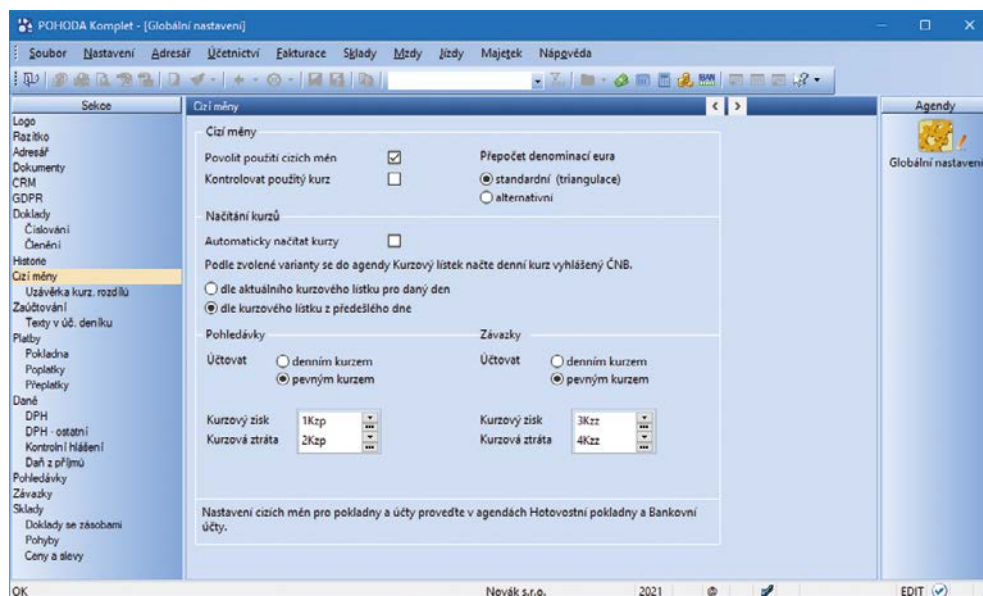 POHODA Komplet - [Globální nastavení]
Soubor Nastavení Adresář Účetnictví Fakturace Sklady Mzdy Jízdy Majetek Nápověda
Sekce
Cizí měny
Agendy
Logo
Razítko
Adresář
Dokumenty
CRM
GDPR
Doklady
Číslování
Členění
Historie
Cizí měny
Uzávěrka kurz. rozdílů
Zaúčtování
Texty v úč. deníku
Platby
Pokladna
Poplatky
Přeplatky
Daně
DPH
DPH - ostatní
Kontrolní hlášení
Daň z příjmů
Pohledávky
Závazky
Sklady
Doklady se zásobami
Pohyby
Ceny a slevy
Cizí měny
Povolit použití cizích měn
Přepočet denominací eura
Kontrolovat použitý kurz
standardní (triangulace)
alternativní
Načítání kurzů
Automaticky načítat kurzy
Podle zvolené varianty se do agendy Kurzový lístek načte denní kurz vyhlášený ČNB.
dle aktuálního kurzového lístku pro daný den
dle kurzového lístku z předešlého dne
Pohledávky Závazky
Účtovat denním kurzem Účtovat denním kurzem
pevným kurzem pevným kurzem
Kurzový zisk 1Kzp Kurzový zisk 3Kzz
Kurzová ztráta 2Kzp Kurzová ztráta 4Kzz
Nastavení cizích měn pro pokladny a účty proveďte v agendách Hotovostní pokladny a Bankovní
účty.
Globální nastavení
OK Novák s.r.o. 2021 @ EDIT